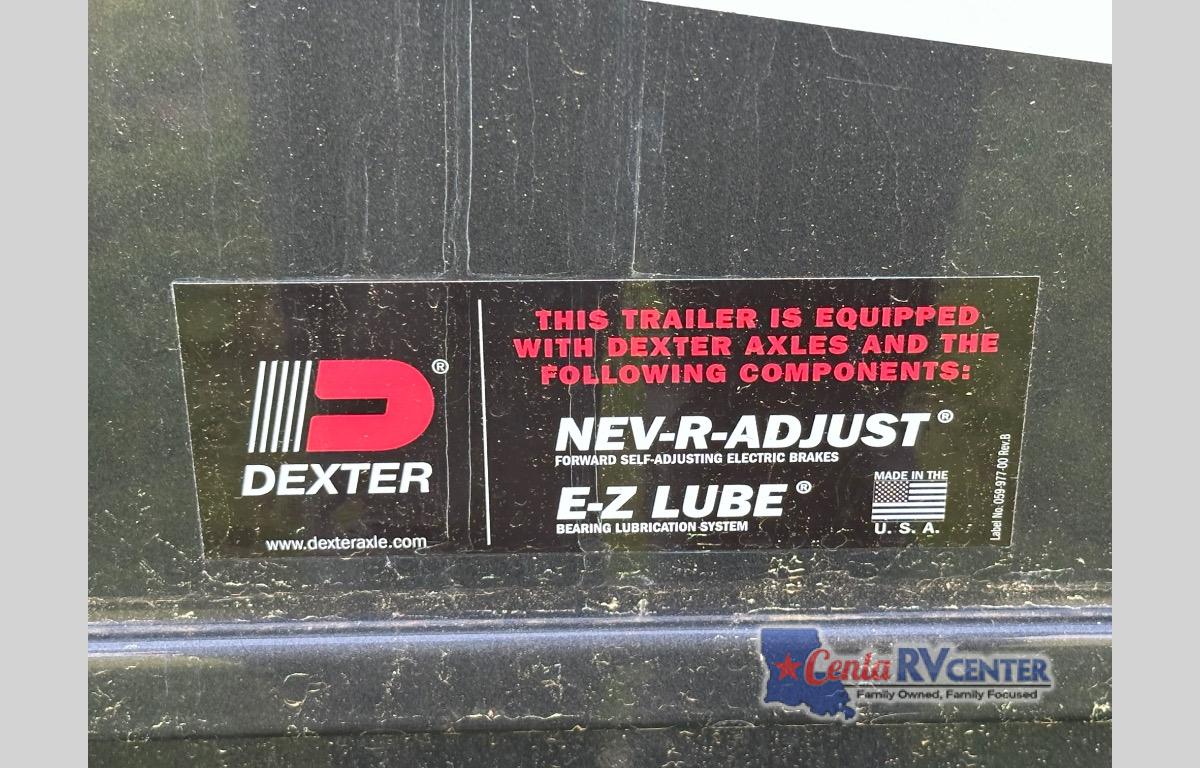 THIS TRAILER IS EQUIPPED
WITH DEXTER AXLES AND THE
FOLLOWING COMPONENTS:
DEXTER®
www.dexteraxle.com
NEV-R-ADJUST®
FORWARD SELF-ADJUSTING ELECTRIC BRAKES
E-Z LUBE®
BEARING LUBRICATION SYSTEM
MADE IN THE
U. S. A.
Label No. 059-977-00 Rev.B
Centa RV CENTER
Family Owned, Family Focused